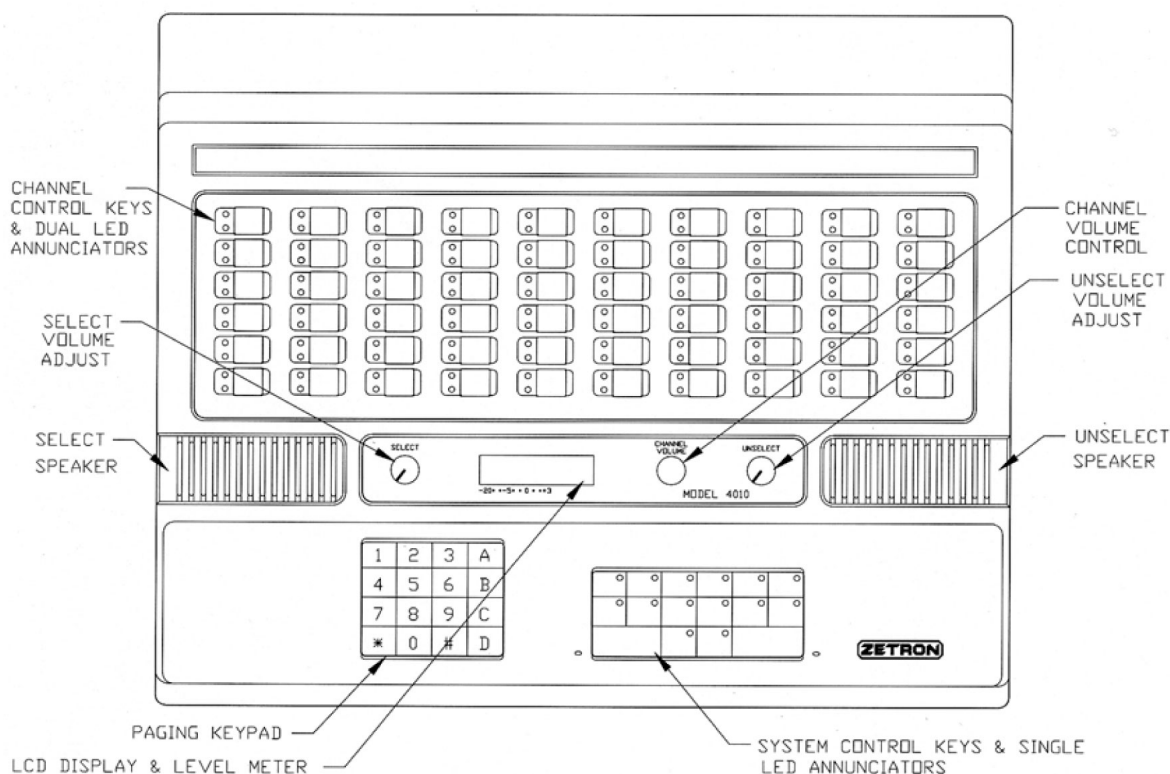 CHANNEL
CONTROL KEYS
& DUAL LED
ANNUNCIATORS
SELECT
VOLUME
ADJUST
SELECT
SPEAKER
CHANNEL
VOLUME
CONTROL
UNSELECT
VOLUME
ADJUST
UNSELECT
SPEAKER
SELECT
CHANNEL
VOLUME
UNSELECT
MODEL 4010
1 2 3 A
4 5 6 B
7 8 9 C
* 0 # D
ZETRON
PAGING KEYPAD
LCD DISPLAY & LEVEL METER
SYSTEM CONTROL KEYS & SINGLE
LED ANNUNCIATORS